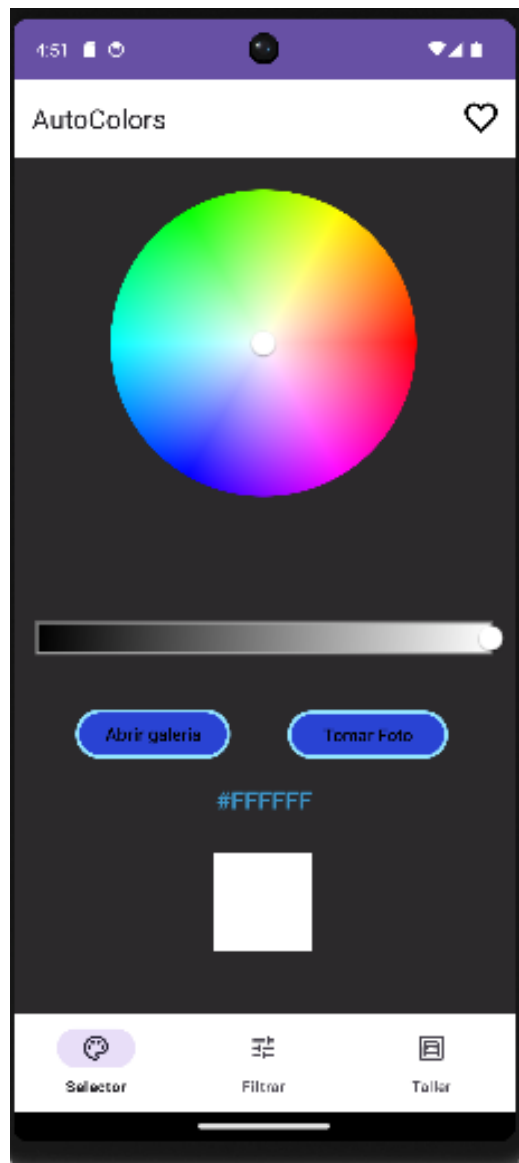 4:51
AutoColors
Abrir galeria
Tomar Foto
#FFFFFF
Selector
Filtrar
Taller